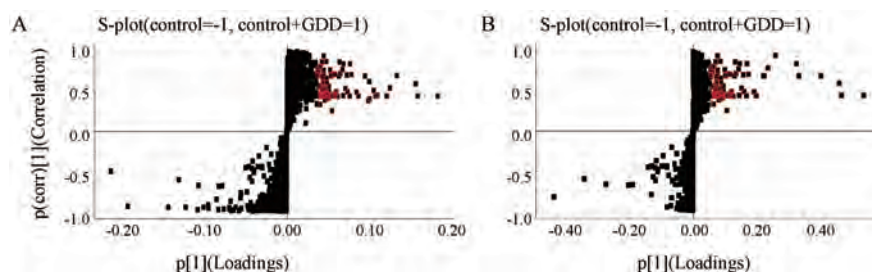 A
S-plot(control=-1, control+GDD=1)
p(corr)[1](Correlation)
1.0
0.5
0.0
-0.5
-1.0
-0.20
-0.10
0.00
0.10
0.20
p[1](Loadings)
B
S-plot(control=-1, control+GDD=1)
1.0
0.5
0.0
-0.5
-1.0
-0.40
-0.20
0.00
0.20
0.40
p[1](Loadings)